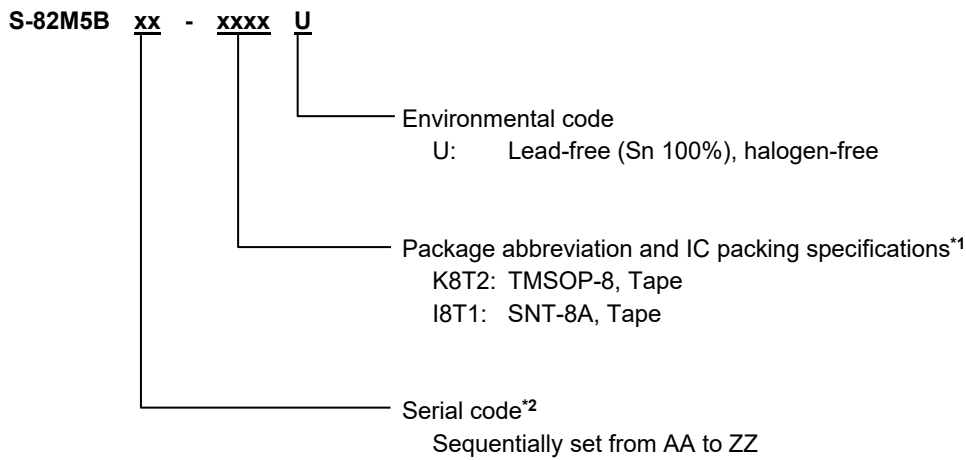 S-82M5B xx - xxxx U
Environmental code
U: Lead-free (Sn 100%), halogen-free
Package abbreviation and IC packing specifications*1
K8T2: TMSOP-8, Tape
I8T1: SNT-8A, Tape
Serial code*2
Sequentially set from AA to ZZ